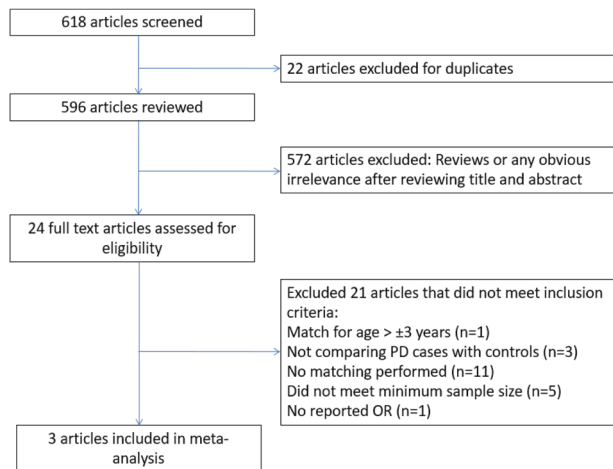 618 articles screened
22 articles excluded for duplicates
596 articles reviewed
572 articles excluded: Reviews or any obvious
irrelevance after reviewing title and abstract
24 full text articles assessed for
eligibility
Excluded 21 articles that did not meet inclusion
criteria:
Match for age > ±3 years (n=1)
Not comparing PD cases with controls (n=3)
No matching performed (n=11)
Did not meet minimum sample size (n=5)
No reported OR (n=1)
3 articles included in meta-
analysis